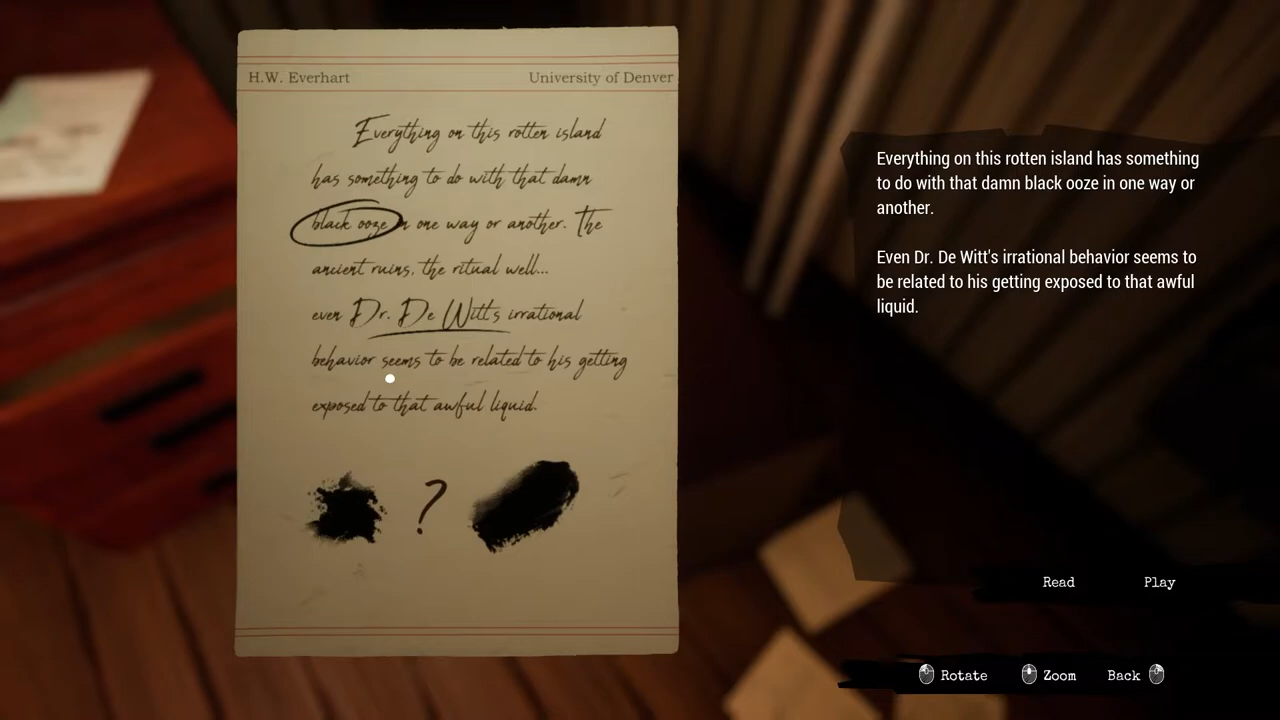 H.W. Everhart
University of Denver
Everything on this rotten island
has something to do with that damn
black ooze in one way or another. The
ancient ruins, the ritual well...
even Dr. De Witt's irrational
behavior seems to be related to his getting
exposed to that awful liquid.
?
Everything on this rotten island has something
to do with that damn black ooze in one way or
another.
Even Dr. De Witt's irrational behavior seems to
be related to his getting exposed to that awful
liquid.
Read
Play
Rotate
Zoom
Back